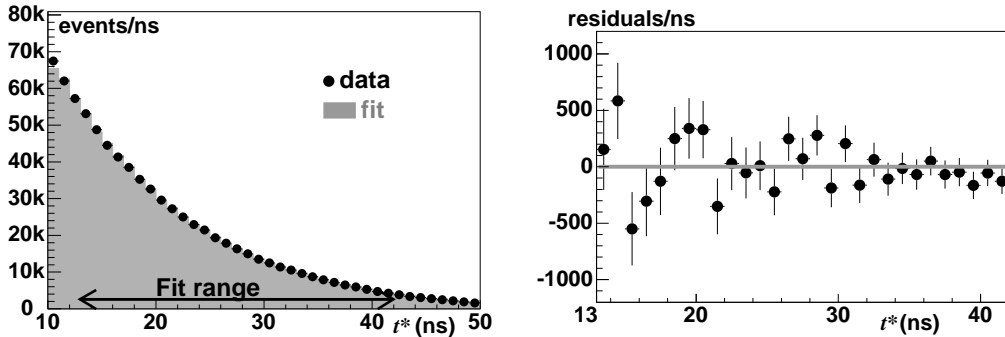 80k
events/ns
70k
60k
50k
40k
30k
20k
10k
0
data
fit
Fit range
10
20
30
40
50
t* (ns)
residuals/ns
1000
500
0
-500
-1000
13
20
30
40
t* (ns)